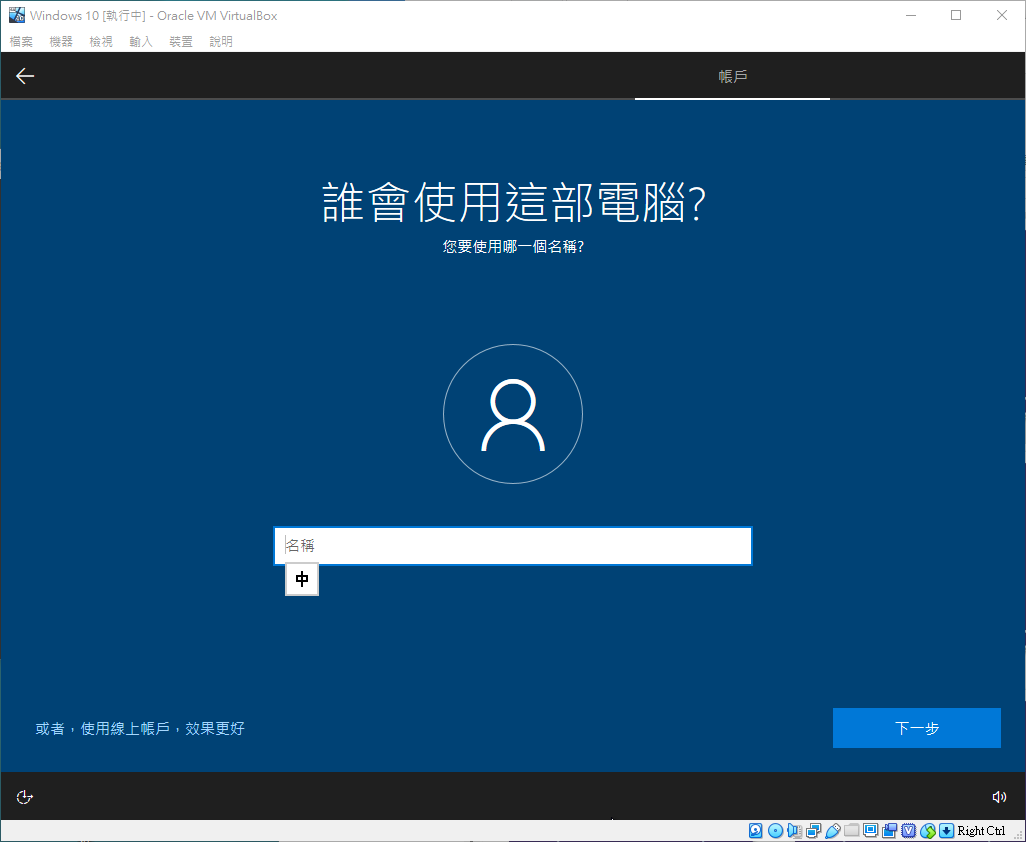 Windows 10 [執行中] - Oracle VM VirtualBox
檔案 機器 檢視 輸入 裝置 說明
帳戶
誰會使用這部電腦?
您要使用哪一個名稱?
名稱
中
或者，使用線上帳戶，效果更好
下一步
Right Ctrl